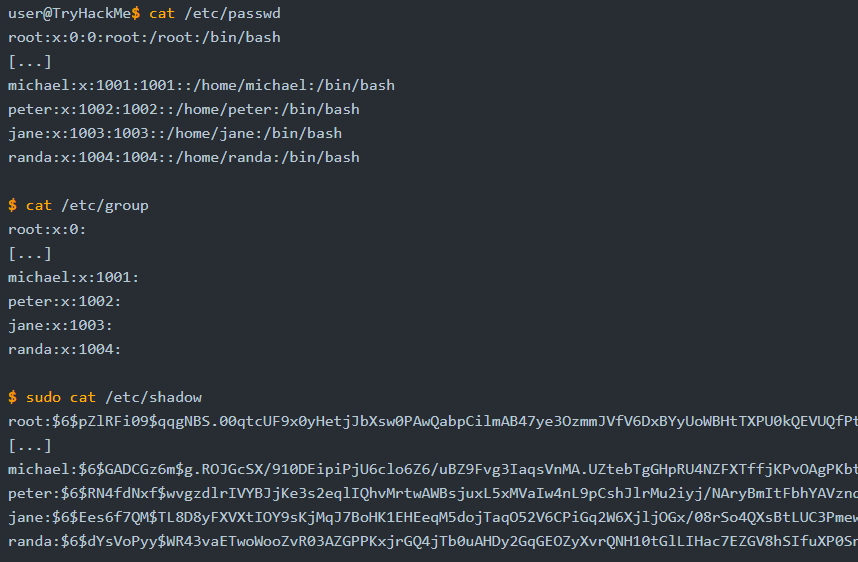 user@TryHackMe$ cat /etc/passwd
root:x:0:0:root:/root:/bin/bash
[...]
michael:x:1001:1001::/home/michael:/bin/bash
peter:x:1002:1002::/home/peter:/bin/bash
jane:x:1003:1003::/home/jane:/bin/bash
randa:x:1004:1004::/home/randa:/bin/bash
$ cat /etc/group
root:x:0:
[...]
michael:x:1001:
peter:x:1002:
jane:x:1003:
randa:x:1004:
$ sudo cat /etc/shadow
root:$6$pZlRFi09$qqgNBS.00qtcUF9x0yHetjJbXsw0PAwQabpCilmAB47ye3OzmmJVfV6DxBYyUoWBHtTXPU0kQEVUQfPt
[...]
michael:$6$GADCGz6m$g.ROJGcSX/910DEipiPjU6clo6Z6/uBZ9Fvg3IaqsVnMA.UZtebTgGHpRU4NZFXTffjKPvOAgPKbt
peter:$6$RN4fdNxf$wvgzdlrIVYBJjKe3s2eqlIQhvMrtwAWBsjuxL5xMVaIw4nL9pCshJlrMu2iyj/NAryBmItFbhYAVznd
jane:$6$Ees6f7QM$TL8D8yFXVXtIOY9sKjMqJ7BoHK1EHEeqM5dojTaqO52V6CPiGq2W6XjljOGx/08rSo4QXsBtLUC3Pmew
randa:$6$dYsVoPyy$WR43vaETwoWooZvR03AZGPPKxjrGQ4jTb0uAHDy2GqGEOZyXvrQNH10tGlLIHac7EZGV8hSIfuXP0Sn